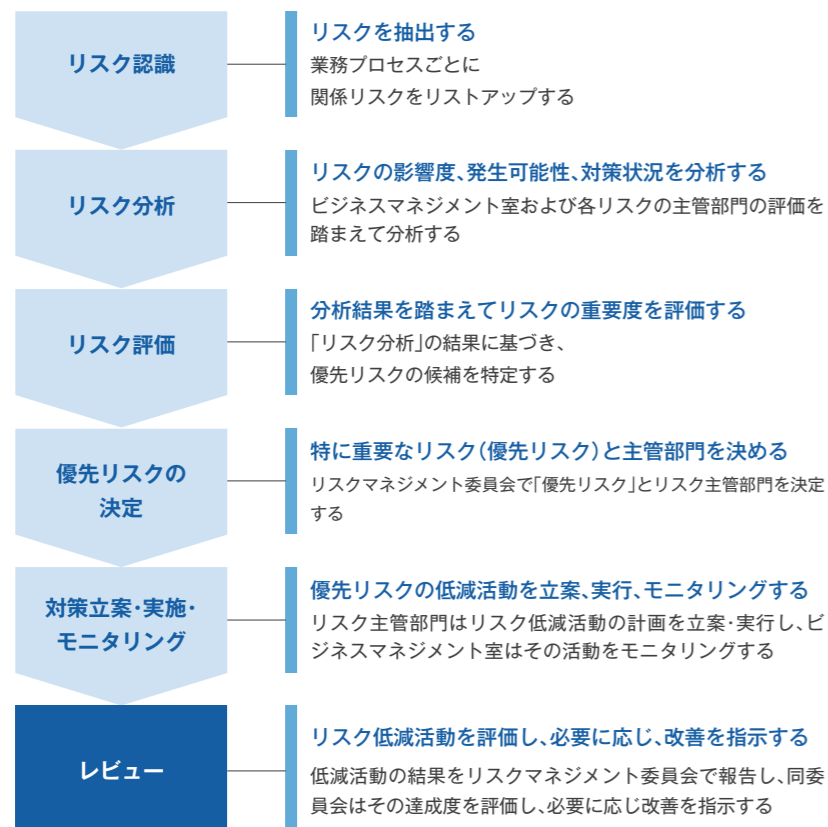 リスク認識
リスクを抽出する
業務プロセスごとに
関係リスクをリストアップする
リスク分析
リスクの影響度、発生可能性、対策状況を分析する
ビジネスマネジメント室および各リスクの主管部門の評価を
踏まえて分析する
リスク評価
分析結果を踏まえてリスクの重要度を評価する
「リスク分析」の結果に基づき、
優先リスクの候補を特定する
優先リスクの
決定
特に重要なリスク（優先リスク）と主管部門を決める
リスクマネジメント委員会で「優先リスク」とリスク主管部門を決定
する
対策立案・実施・
モニタリング
優先リスクの低減活動を立案、実行、モニタリングする
リスク主管部門はリスク低減活動の計画を立案・実行し、ビ
ジネスマネジメント室はその活動をモニタリングする
レビュー
リスク低減活動を評価し、必要に応じ、改善を指示する
低減活動の結果をリスクマネジメント委員会で報告し、同委
員会はその達成度を評価し、必要に応じ改善を指示する